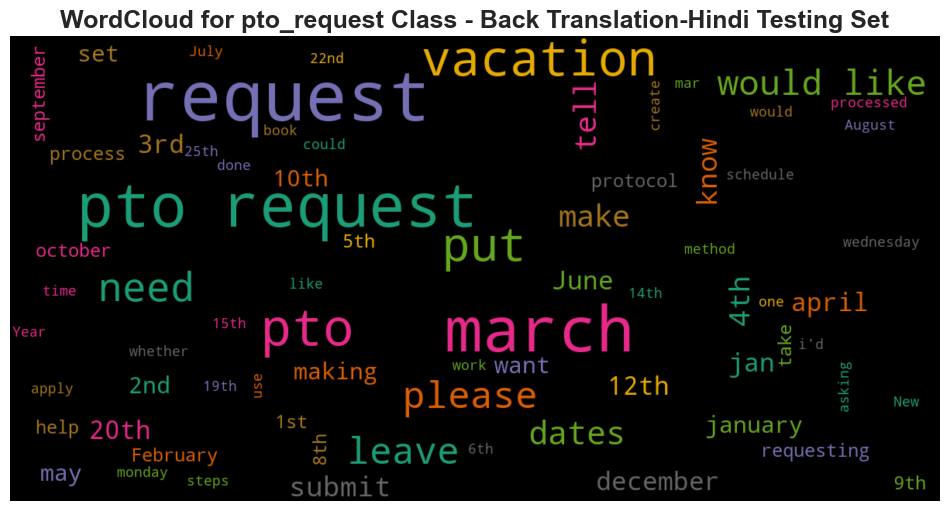 WordCloud for pto_request Class - Back Translation-Hindi Testing Set
september
set
July
22nd
vacation
request
tell
create
mar
would like
processed
would
August
book
could
process
3rd
25th
done
10th
protocol
know
schedule
pto request
make
put
5th
october
method
wednesday
need
like
June
14th
4th
one
april
time
Year
15th
pto
march
take
i'd
whether
work
want
jan
making
apply
2nd
19th
use
please
12th
asking
New
help
20th
1st
dates
january
February
8th
leave
6th
requesting
may
monday
steps
submit
december
9th